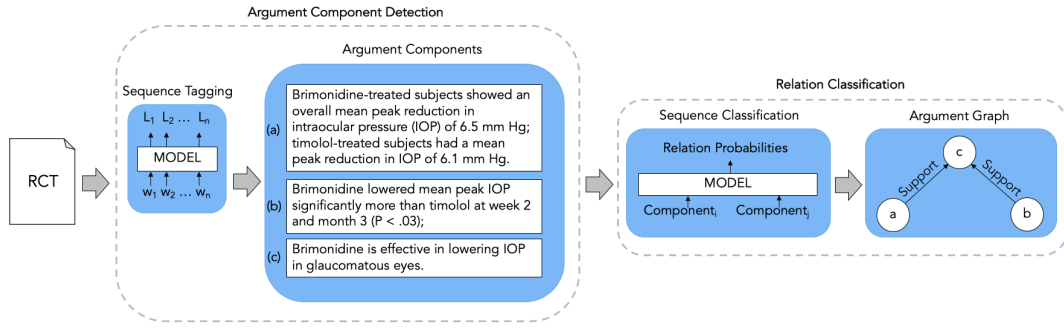 Argument Component Detection
Argument Components
Sequence Tagging
L1 L2 ... Ln
MODEL
w1 w2 ... wn
RCT
(a)
Brimonidine-treated subjects showed an
overall mean peak reduction in
intraocular pressure (IOP) of 6.5 mm Hg;
timolol-treated subjects had a mean
peak reduction in IOP of 6.1 mm Hg.
(b)
Brimonidine lowered mean peak IOP
significantly more than timolol at week 2
and month 3 (P < .03);
(c)
Brimonidine is effective in lowering IOP
in glaucomatous eyes.
Relation Classification
Sequence Classification
Relation Probabilities
MODEL
Componenti Componentj
Argument Graph
c
Support Support
a b